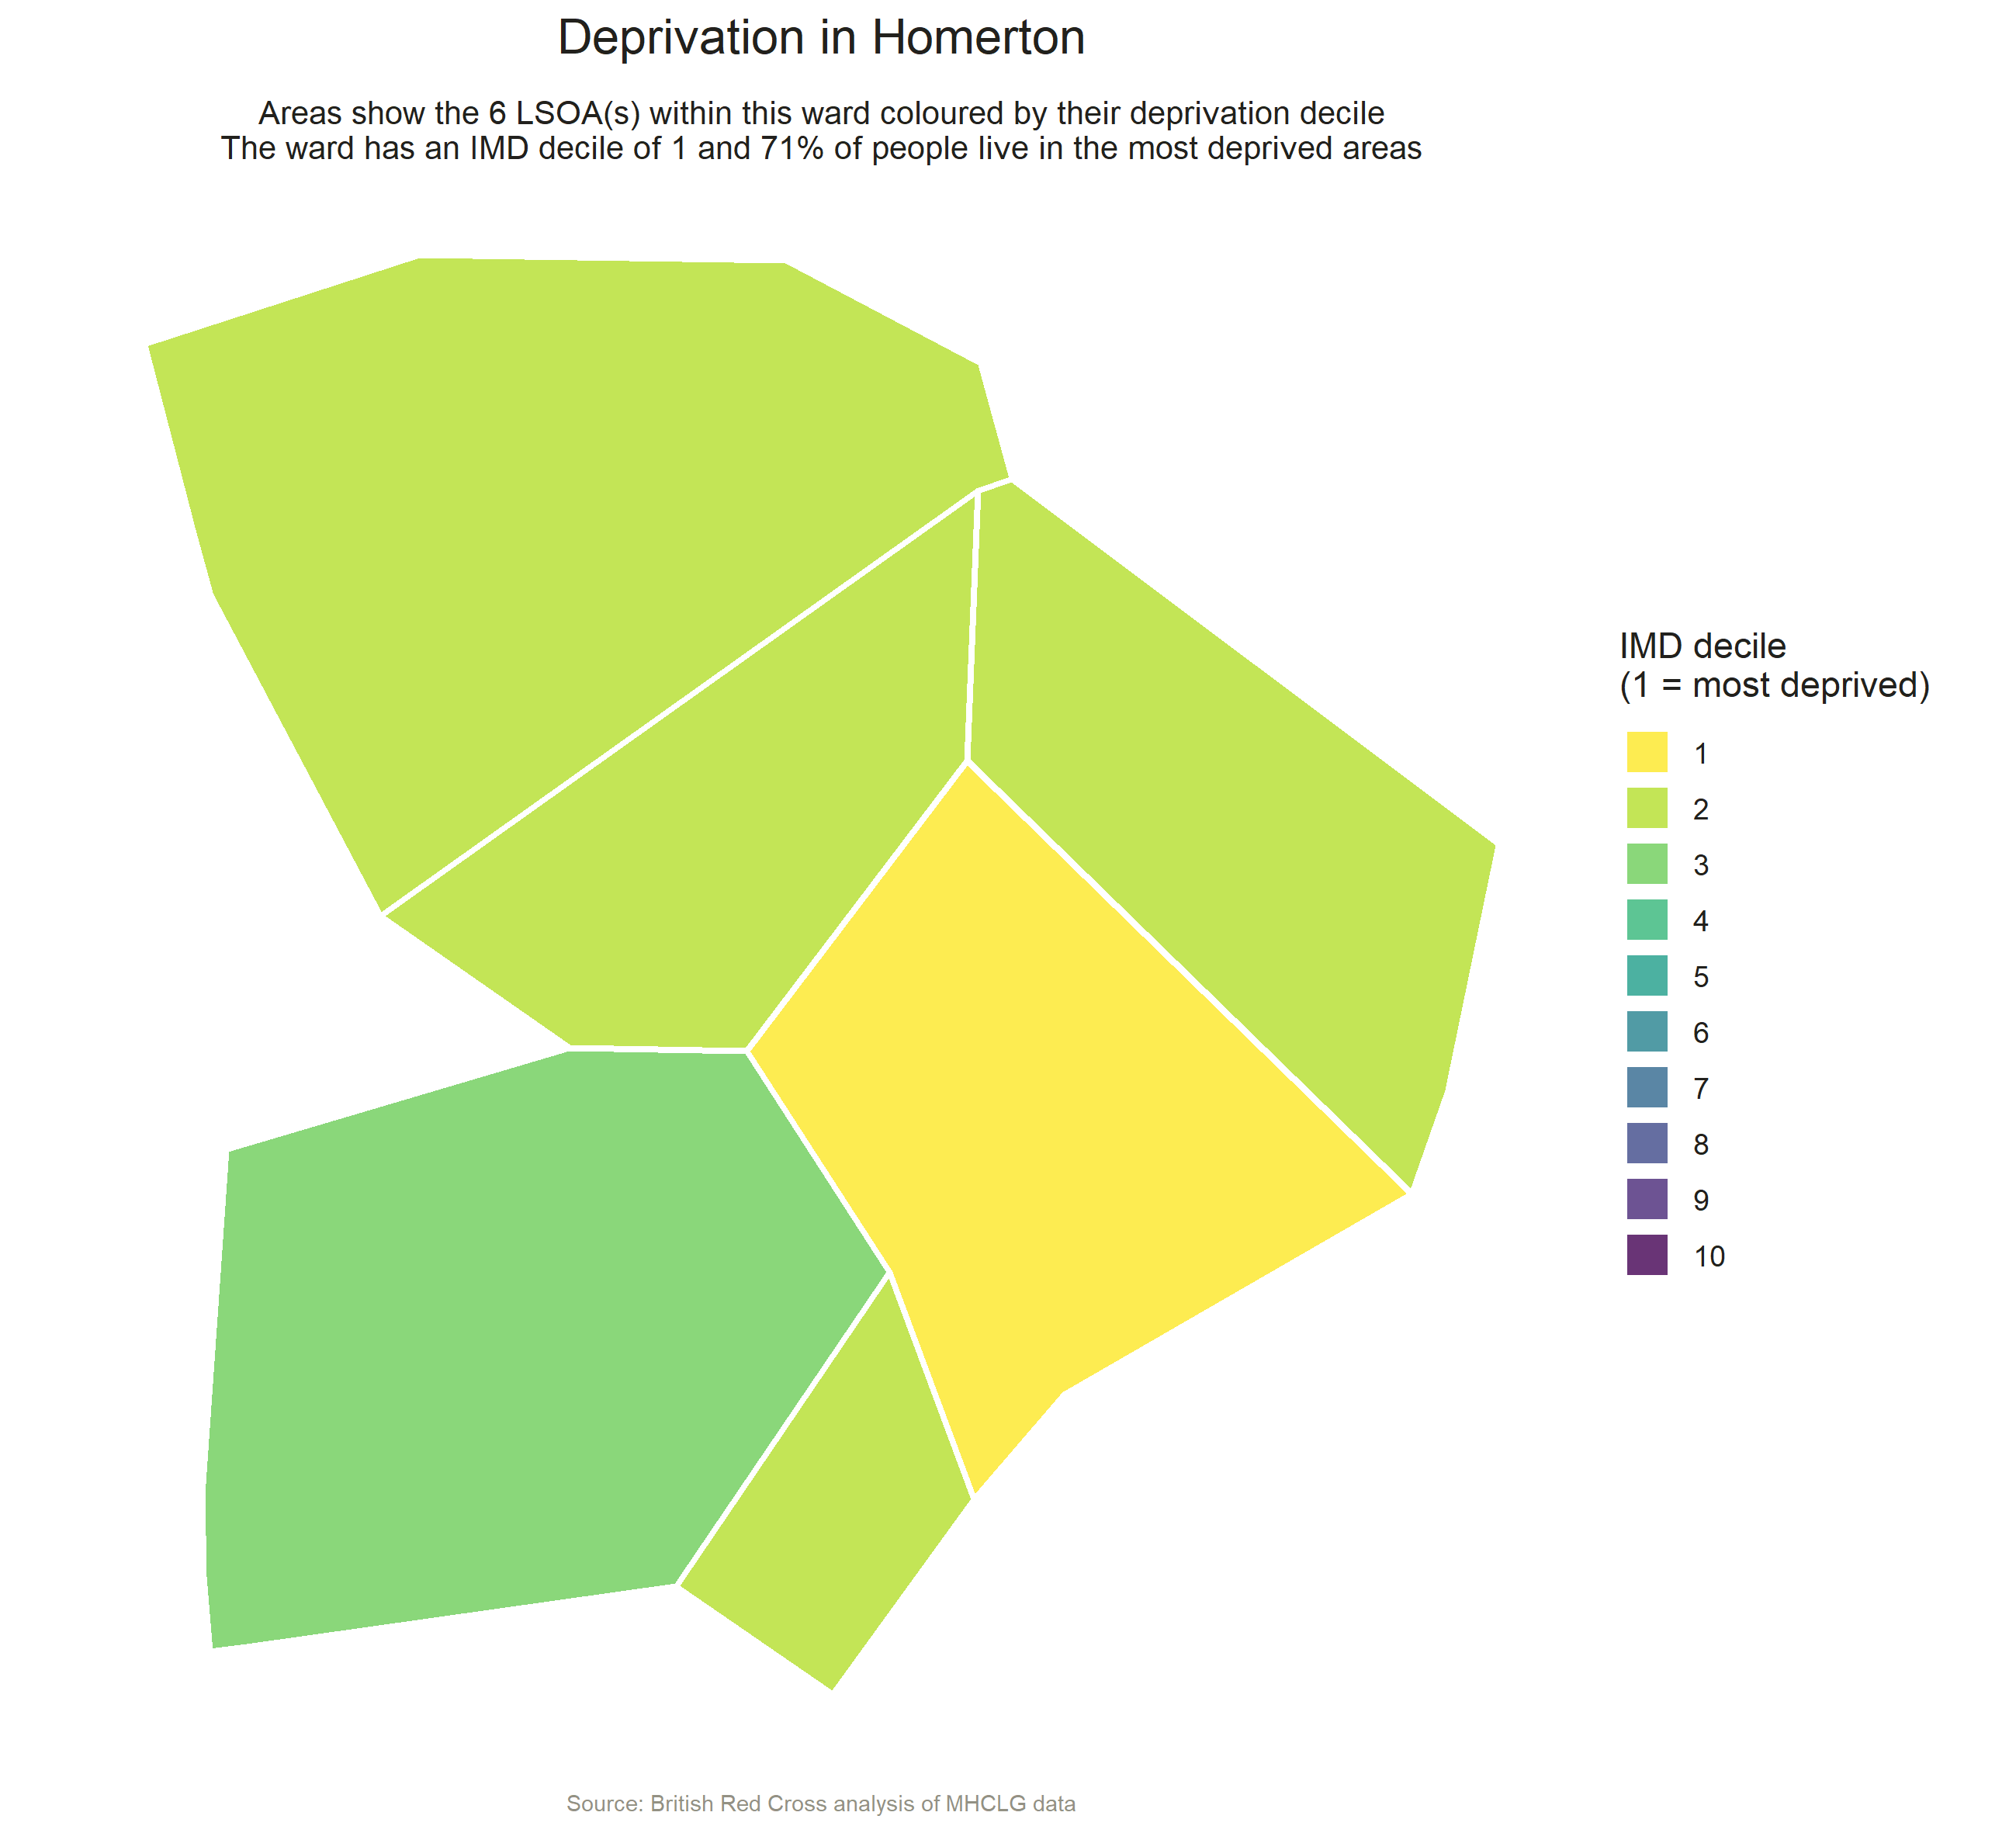 Deprivation in Homerton
Areas show the 6 LSOA(s) within this ward coloured by their deprivation decile
The ward has an IMD decile of 1 and 71% of people live in the most deprived areas
IMD decile
(1 = most deprived)
1
2
3
4
5
6
7
8
9
10
Source: British Red Cross analysis of MHCLG data